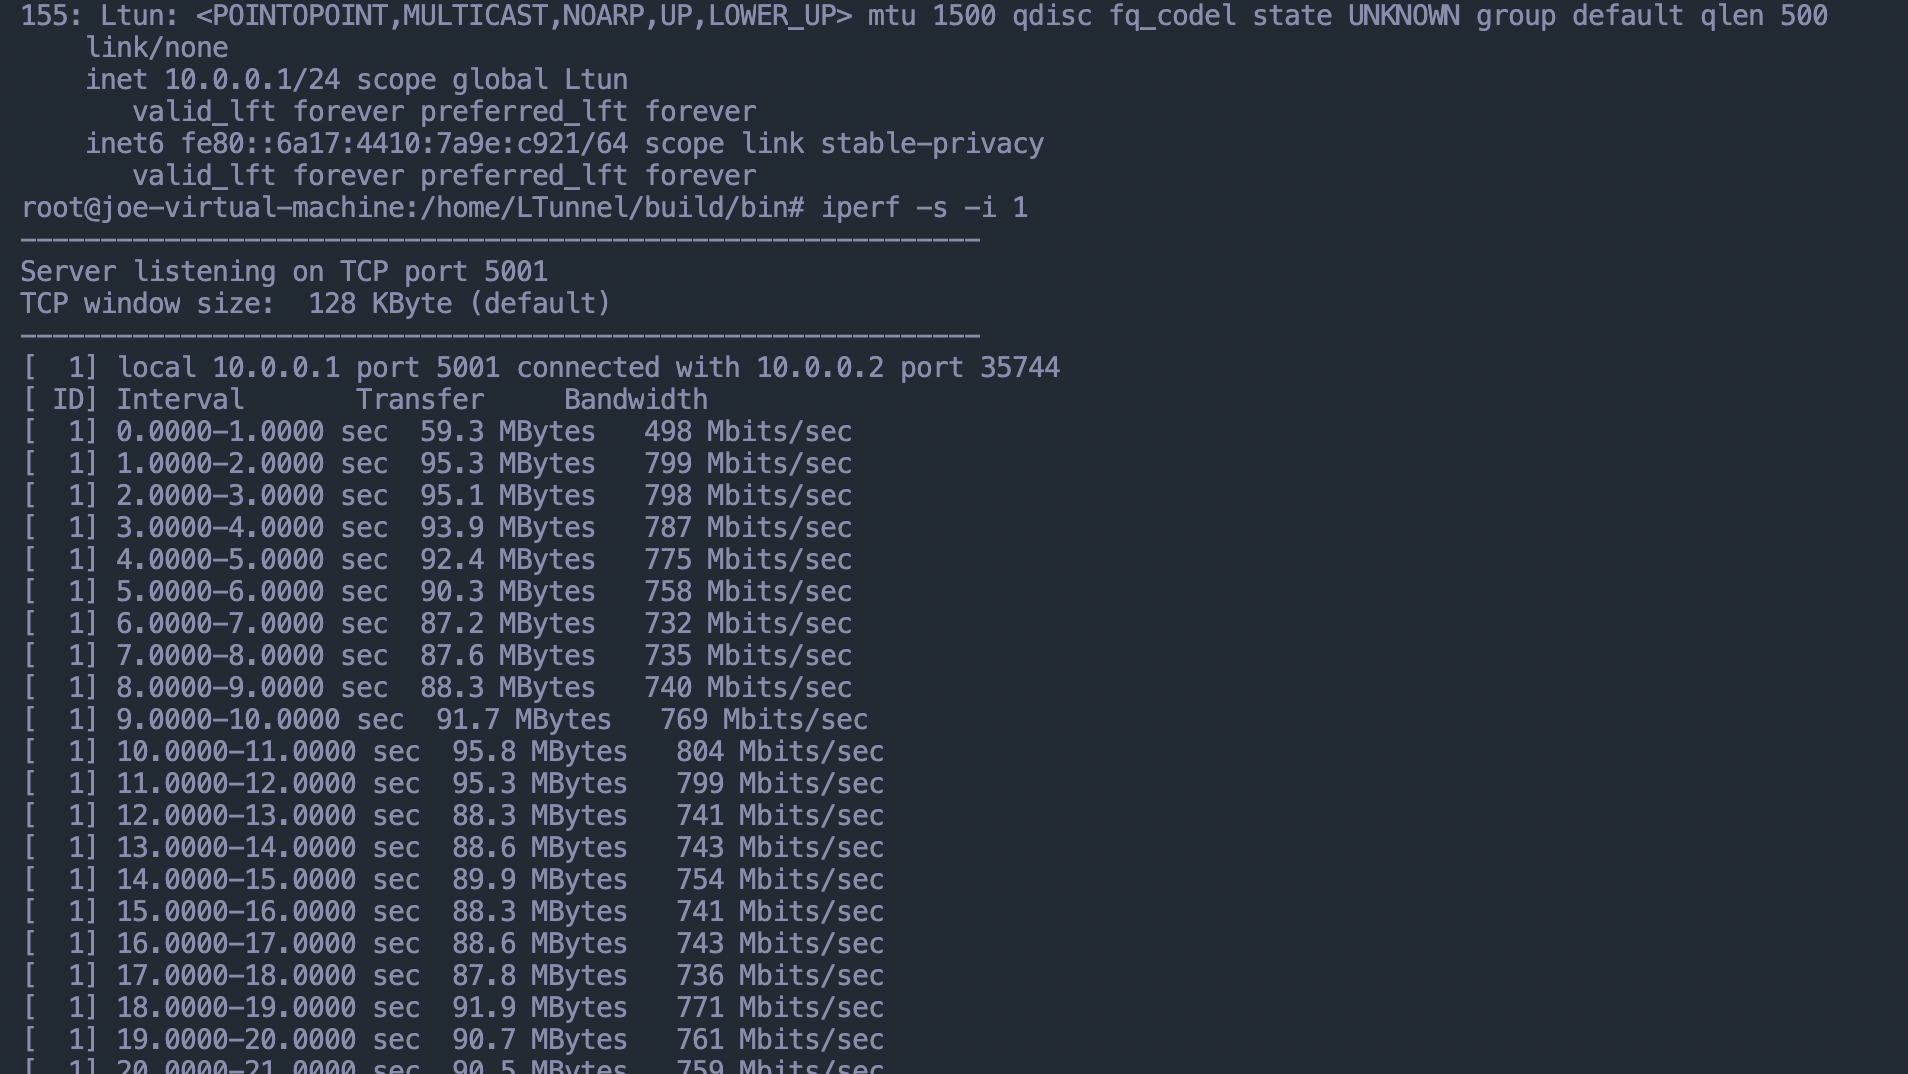 155: Ltun: <POINTOPOINT,MULTICAST,NOARP,UP,LOWER_UP> mtu 1500 qdisc fq_codel state UNKNOWN group default qlen 500
    link/none
    inet 10.0.0.1/24 scope global Ltun
       valid_lft forever preferred_lft forever
    inet6 fe80::6a17:4410:7a9e:c921/64 scope link stable-privacy
       valid_lft forever preferred_lft forever
root@joe-virtual-machine:/home/LTunnel/build/bin# iperf -s -i 1
------------------------------------------------------------
Server listening on TCP port 5001
TCP window size:  128 KByte (default)
------------------------------------------------------------
[  1] local 10.0.0.1 port 5001 connected with 10.0.0.2 port 35744
[ ID] Interval       Transfer     Bandwidth
[  1] 0.0000-1.0000 sec  59.3 MBytes   498 Mbits/sec
[  1] 1.0000-2.0000 sec  95.3 MBytes   799 Mbits/sec
[  1] 2.0000-3.0000 sec  95.1 MBytes   798 Mbits/sec
[  1] 3.0000-4.0000 sec  93.9 MBytes   787 Mbits/sec
[  1] 4.0000-5.0000 sec  92.4 MBytes   775 Mbits/sec
[  1] 5.0000-6.0000 sec  90.3 MBytes   758 Mbits/sec
[  1] 6.0000-7.0000 sec  87.2 MBytes   732 Mbits/sec
[  1] 7.0000-8.0000 sec  87.6 MBytes   735 Mbits/sec
[  1] 8.0000-9.0000 sec  88.3 MBytes   740 Mbits/sec
[  1] 9.0000-10.0000 sec  91.7 MBytes   769 Mbits/sec
[  1] 10.0000-11.0000 sec  95.8 MBytes   804 Mbits/sec
[  1] 11.0000-12.0000 sec  95.3 MBytes   799 Mbits/sec
[  1] 12.0000-13.0000 sec  88.3 MBytes   741 Mbits/sec
[  1] 13.0000-14.0000 sec  88.6 MBytes   743 Mbits/sec
[  1] 14.0000-15.0000 sec  89.9 MBytes   754 Mbits/sec
[  1] 15.0000-16.0000 sec  88.3 MBytes   741 Mbits/sec
[  1] 16.0000-17.0000 sec  88.6 MBytes   743 Mbits/sec
[  1] 17.0000-18.0000 sec  87.8 MBytes   736 Mbits/sec
[  1] 18.0000-19.0000 sec  91.9 MBytes   771 Mbits/sec
[  1] 19.0000-20.0000 sec  90.7 MBytes   761 Mbits/sec
[  1] 20.0000-21.0000 sec  90.5 MBytes   759 Mbits/sec